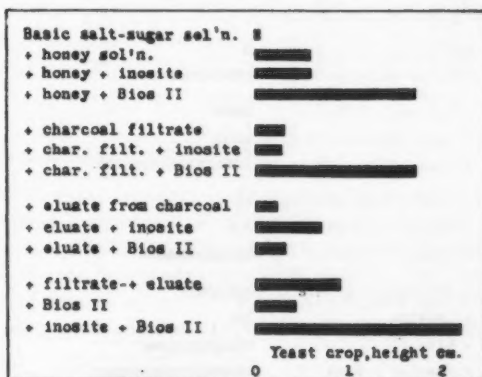 Basic salt-sugar sol'n.
+ honey sol'n.
+ honey + inosite
+ honey + Bios II
+ charcoal filtrate
+ char. filt. + inosite
+ char. filt. + Bios II
+ eluate from charcoal
+ eluate + inosite
+ eluate + Bios II
+ filtrate-+ eluate
+ Bios II
+ inosite + Bios II
Yeast crop,height cm.
0 1 2